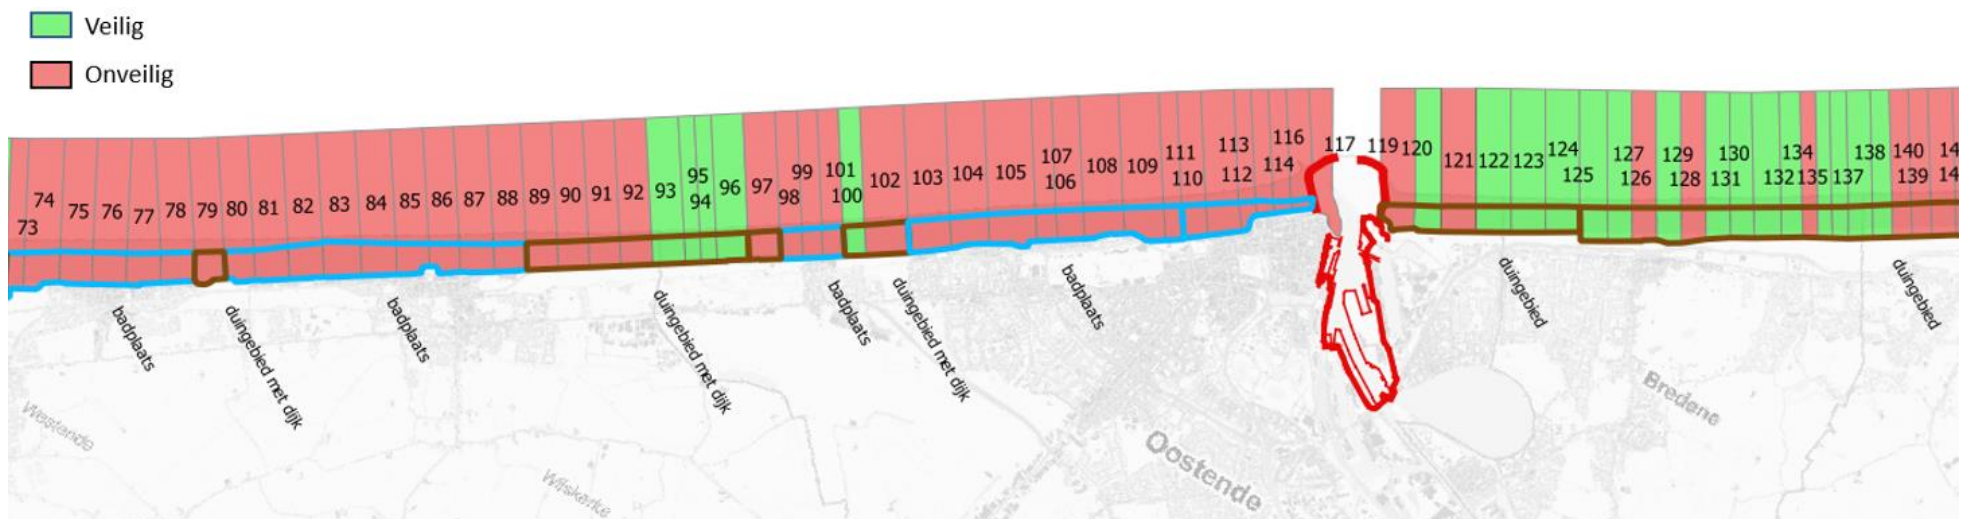 Veilig
Onveilig
73 74 75 76 77 78 79 80 81 82 83 84 85 86 87 88 89 90 91 92 93 94 95 96 97 98 99 100 101 102 103 104 105 106 107 108 109 110 111 112 113 114 116 117 119 120 121 122 123 124 125 126 127 128 129 130 131 132 134 135 137 138 139 140 14 14
badplaats
duingebied met dijk
badplaats
duingebied met dijk
badplaats
duingebied met dijk
badplaats
duingebied
duingebied
Westende
Wilskerke
Oostende
Bredene